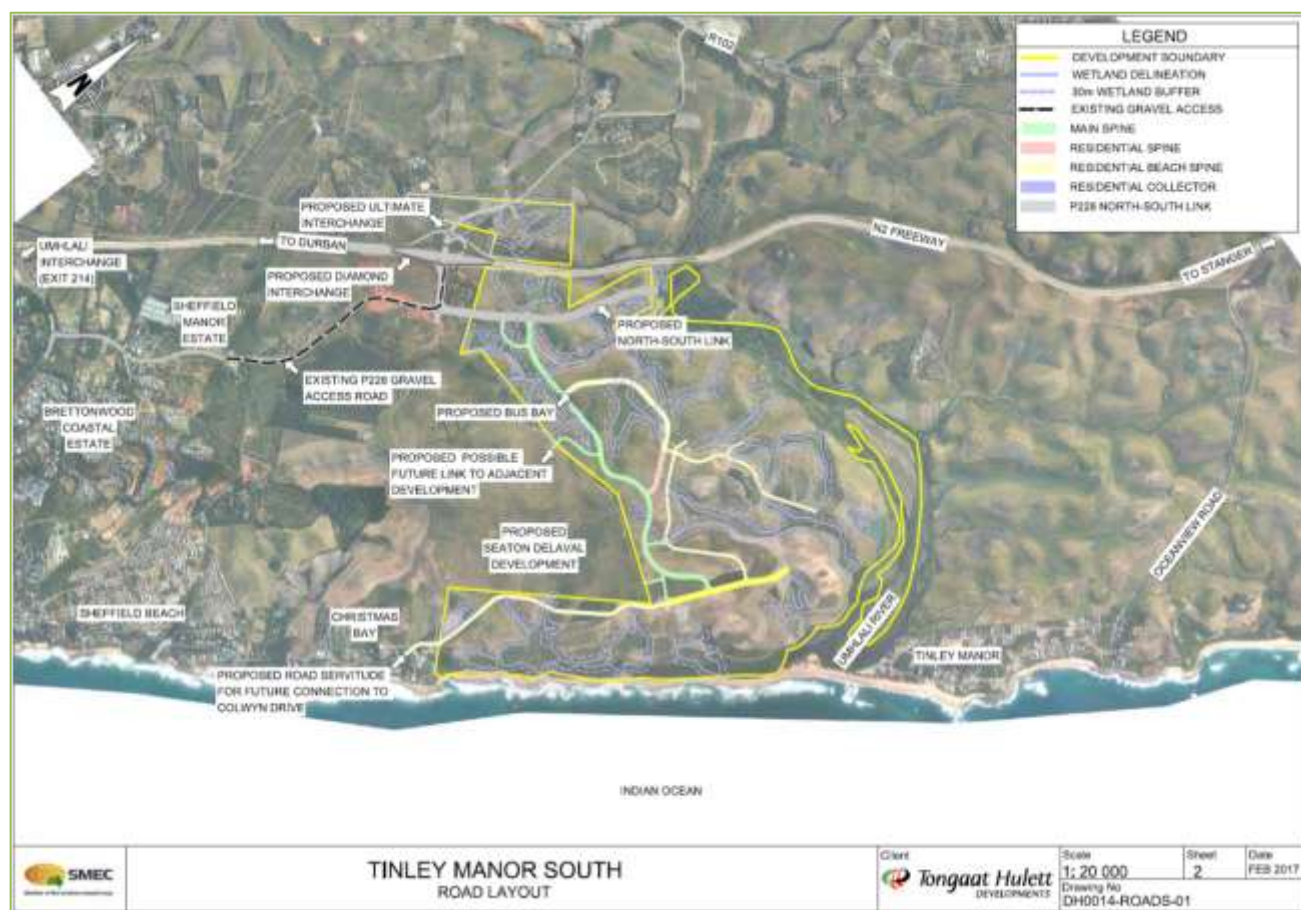 LEGEND
DEVELOPMENT BOUNDARY
WETLAND DELINEATION
30m WETLAND BUFFER
EXISTING GRAVEL ACCESS
MAIN SPINE
RESIDENTIAL SPINE
RESIDENTIAL BEACH SPINE
RESIDENTIAL COLLECTOR
P228 NORTH-SOUTH LINK
N
R102
PROPOSED ULTIMATE
INTERCHANGE
UMHLALI
INTERCHANGE
(EXIT 214)
TO DURBAN
N2 FREEWAY
TO STANGER
PROPOSED DIAMOND
INTERCHANGE
SHEFFIELD
MANOR
ESTATE
PROPOSED
NORTH-SOUTH LINK
EXISTING P228 GRAVEL
ACCESS ROAD
PROPOSED BUS BAY
BRETTONWOOD
COASTAL
ESTATE
PROPOSED POSSIBLE
FUTURE LINK TO ADJACENT
DEVELOPMENT
PROPOSED
SEATON DELAVAL
DEVELOPMENT
OCEANVIEW ROAD
SHEFFIELD BEACH
CHRISTMAS
BAY
UMHLALI RIVER
TINLEY MANOR
PROPOSED ROAD SERVITUDE
FOR FUTURE CONNECTION TO
COLWYN DRIVE
INDIAN OCEAN
SMEC
TINLEY MANOR SOUTH
ROAD LAYOUT
Client
Tongaat Hulett
DEVELOPMENTS
Scale
1: 20 000
Sheet
2
Date
FEB 2017
Drawing No
DH0014-ROADS-01